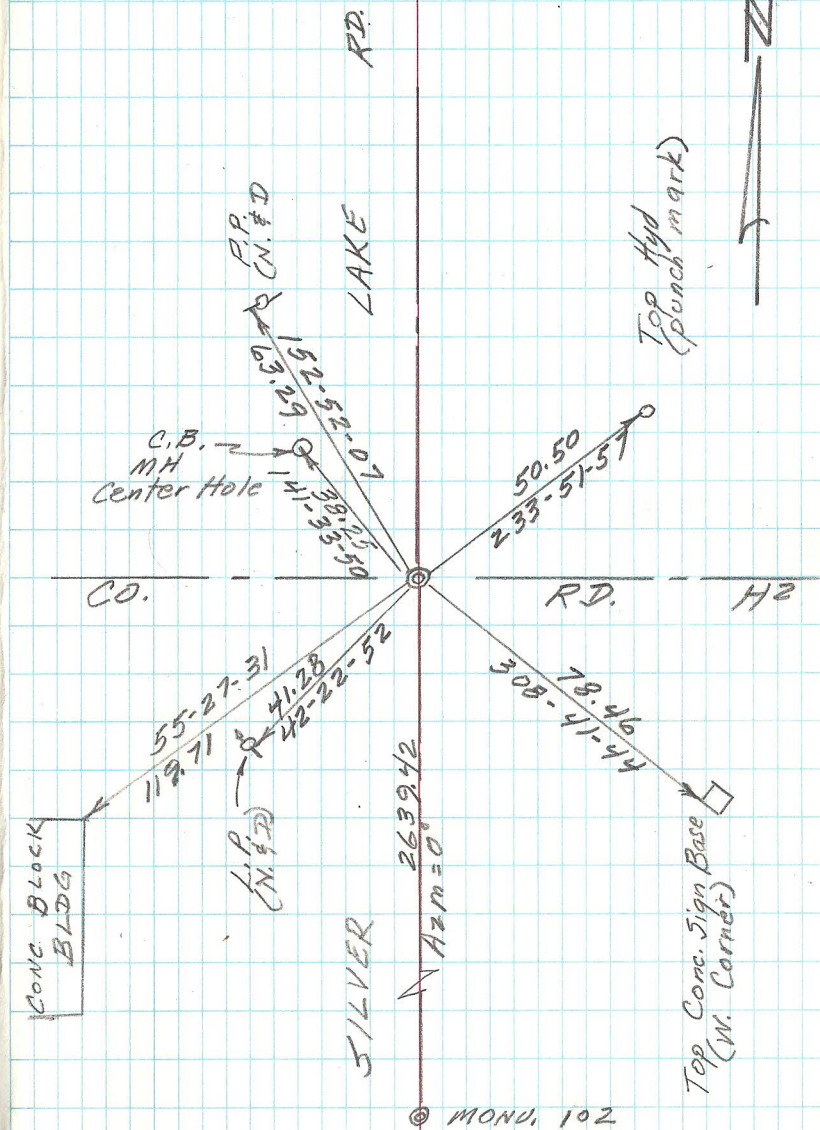 RD.
N
LAKE
P.P.
(N. & D
Top Hyd
(punch mark)
C.B.
MH
Center Hole
63.29
152-52-07
38.25
141-33-50
50.50
233-51-57
CO.
RD.
H2
55-27-31
119.71
41.28
42-22-52
78.46
308-41-44
CONC. BLOCK
BLDG
L.P.
(N. & D)
2639.42
Azm=0°
SILVER
Top Conc. Sign Base
(W. Corner)
MONU. 102